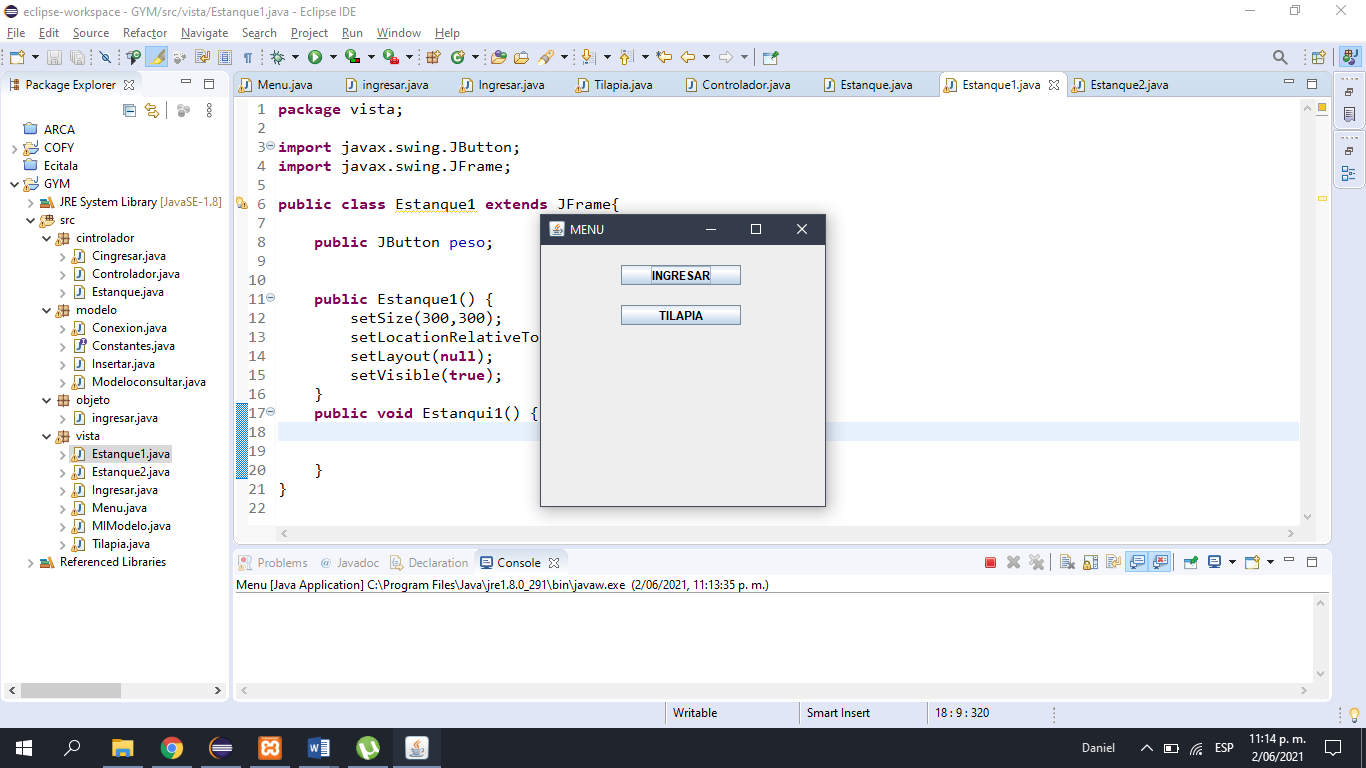 eclipse-workspace - GYM/src/vista/Estanque1.java - Eclipse IDE
File Edit Source Refactor Navigate Search Project Run Window Help
Package Explorer
Menu.java ingresar.java Ingresar.java Tilapia.java Controlador.java Estanque.java Estanque1.java Estanque2.java
ARCA
COFY
Ecitala
GYM
JRE System Library [JavaSE-1.8]
src
cintrolador
Cingresar.java
Controlador.java
Estanque.java
modelo
Conexion.java
Constantes.java
Insertar.java
Modeloconsultar.java
objeto
ingresar.java
vista
Estanque1.java
Estanque2.java
Ingresar.java
Menu.java
MIModelo.java
Tilapia.java
Referenced Libraries
1 package vista;
2
3 import javax.swing.JButton;
4 import javax.swing.JFrame;
5
6 public class Estanque1 extends JFrame{
7
8 public JButton peso;
9
10
11 public Estanque1() {
12 setSize(300,300);
13 setLocationRelativeTo
14 setLayout(null);
15 setVisible(true);
16 }
17 public void Estanqui1() {
18
19
20 }
21 }
22
MENU
INGRESAR
TILAPIA
Problems @ Javadoc Declaration Console
Menu [Java Application] C:\Program Files\Java\jre1.8.0_291\bin\javaw.exe (2/06/2021, 11:13:35 p. m.)
Writable Smart Insert 18 : 9 : 320
Daniel ESP 11:14 p. m.
2/06/2021